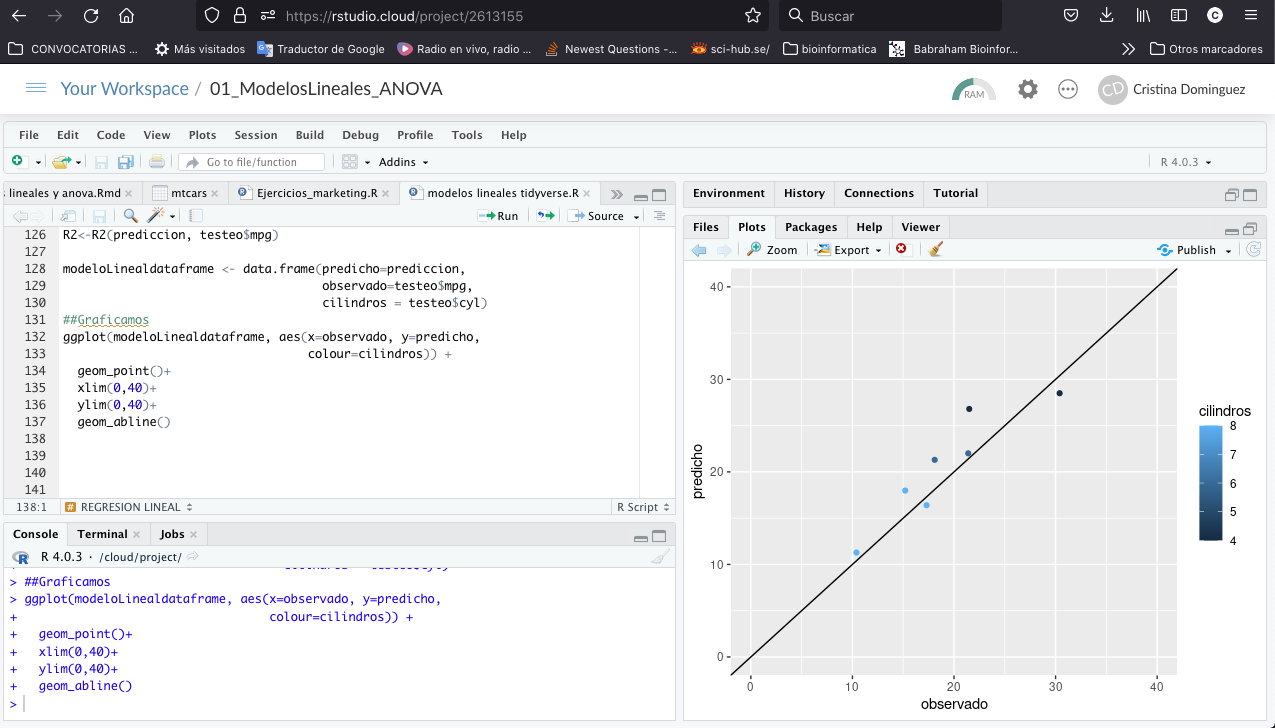 https://rstudio.cloud/project/2613155
Buscar
CONVOCATORIAS ...
Más visitados
Traductor de Google
Radio en vivo, radio ...
Newest Questions -...
sci-hub.se/
bioinformatica
Babraham Bioinfor...
Otros marcadores
Your Workspace / 01_ModelosLineales_ANOVA
RAM
CD
Cristina Dominguez
File Edit Code View Plots Session Build Debug Profile Tools Help
Go to file/function
Addins
R 4.0.3
lineales y anova.Rmd
mtcars
Ejercicios_marketing.R
modelos lineales tidyverse.R
Run
Source
126 R2<-R2(prediccion, testeo$mpg)
127
128 modeloLinealdataframe <- data.frame(predicho=prediccion,
129 observado=testeo$mpg,
130 cilindros = testeo$cyl)
131 ##Graficamos
132 ggplot(modeloLinealdataframe, aes(x=observado, y=predicho,
133 colour=cilindros)) +
134 geom_point()+
135 xlim(0,40)+
136 ylim(0,40)+
137 geom_abline()
138
139
140
141
138:1 # REGRESION LINEAL
R Script
Console Terminal Jobs
R 4.0.3 · /cloud/project/
> ##Graficamos
> ggplot(modeloLinealdataframe, aes(x=observado, y=predicho,
+ colour=cilindros)) +
+ geom_point()+
+ xlim(0,40)+
+ ylim(0,40)+
+ geom_abline()
>
Environment History Connections Tutorial
Files Plots Packages Help Viewer
Zoom Export Publish
40
30
20
10
0
predicho
0 10 20 30 40
observado
cilindros
8
7
6
5
4